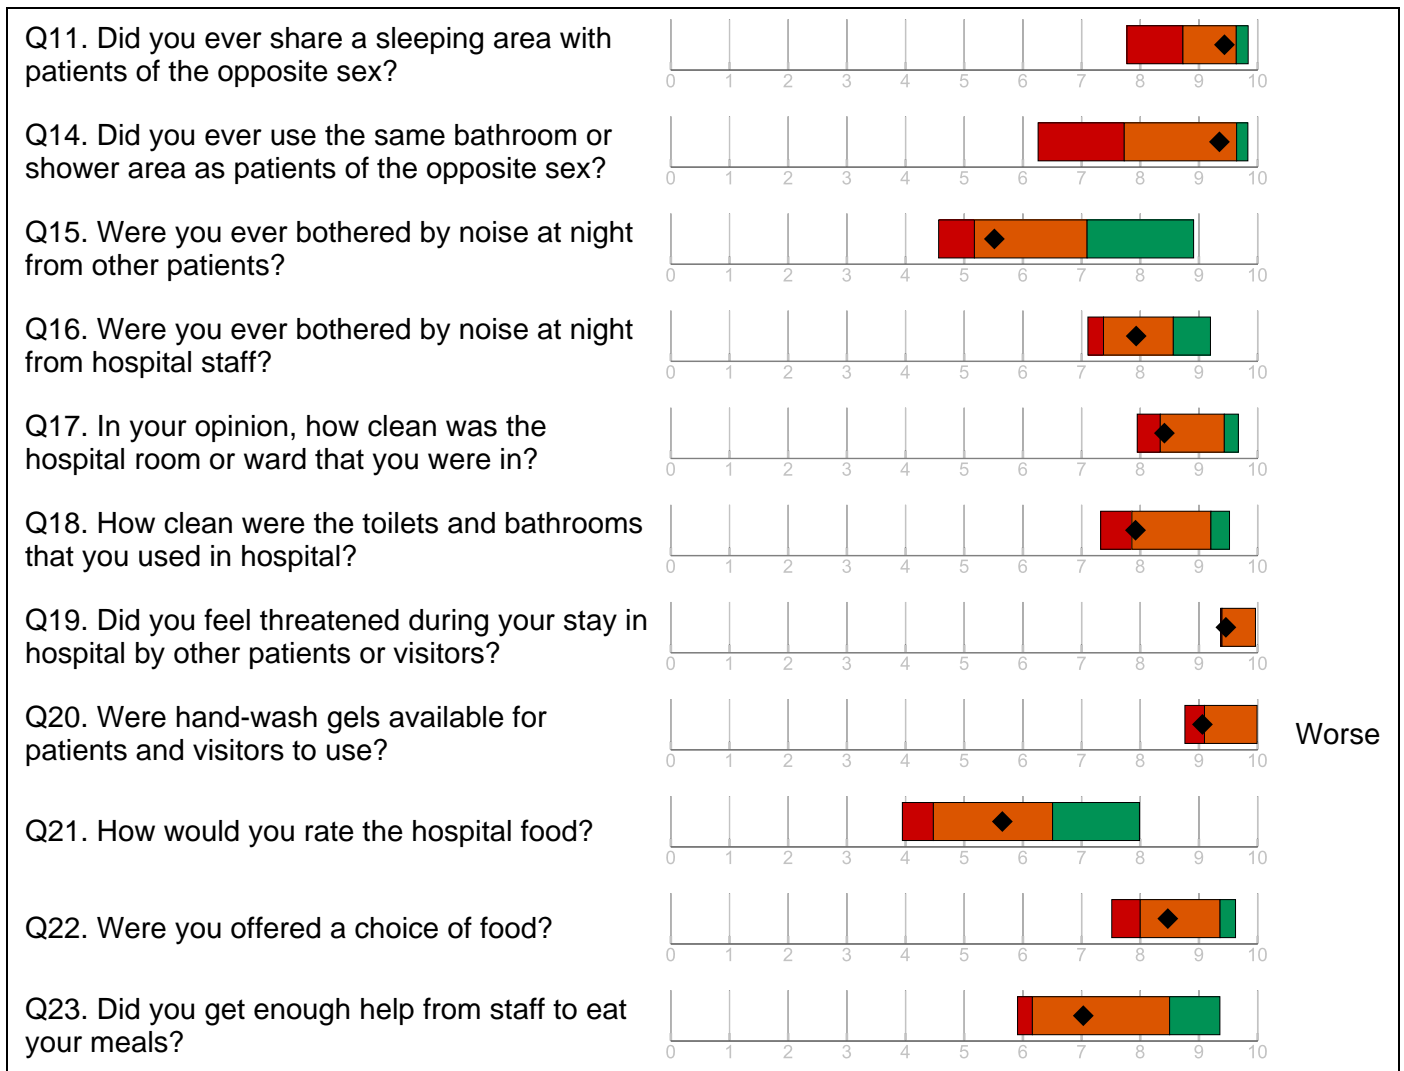 Q11. Did you ever share a sleeping area with
patients of the opposite sex?
0 1 2 3 4 5 6 7 8 9 10
Q14. Did you ever use the same bathroom or
shower area as patients of the opposite sex?
0 1 2 3 4 5 6 7 8 9 10
Q15. Were you ever bothered by noise at night
from other patients?
0 1 2 3 4 5 6 7 8 9 10
Q16. Were you ever bothered by noise at night
from hospital staff?
0 1 2 3 4 5 6 7 8 9 10
Q17. In your opinion, how clean was the
hospital room or ward that you were in?
0 1 2 3 4 5 6 7 8 9 10
Q18. How clean were the toilets and bathrooms
that you used in hospital?
0 1 2 3 4 5 6 7 8 9 10
Q19. Did you feel threatened during your stay in
hospital by other patients or visitors?
0 1 2 3 4 5 6 7 8 9 10
Q20. Were hand-wash gels available for
patients and visitors to use?
Worse
0 1 2 3 4 5 6 7 8 9 10
Q21. How would you rate the hospital food?
0 1 2 3 4 5 6 7 8 9 10
Q22. Were you offered a choice of food?
0 1 2 3 4 5 6 7 8 9 10
Q23. Did you get enough help from staff to eat
your meals?
0 1 2 3 4 5 6 7 8 9 10